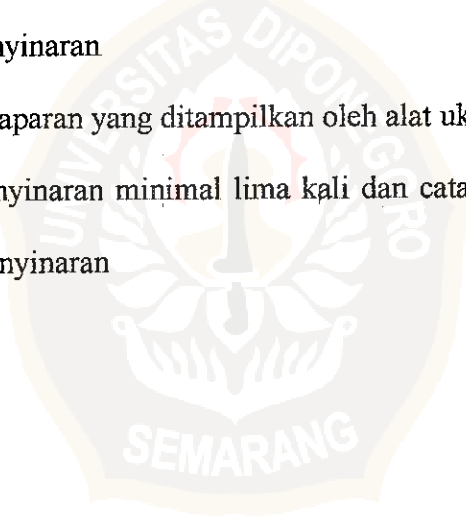 nyinaran
aparan yang ditampilkan oleh alat uk
nyinaran minimal lima kali dan cata
nyinaran
UNIVERSITAS DIPONEGORO
SEMARANG